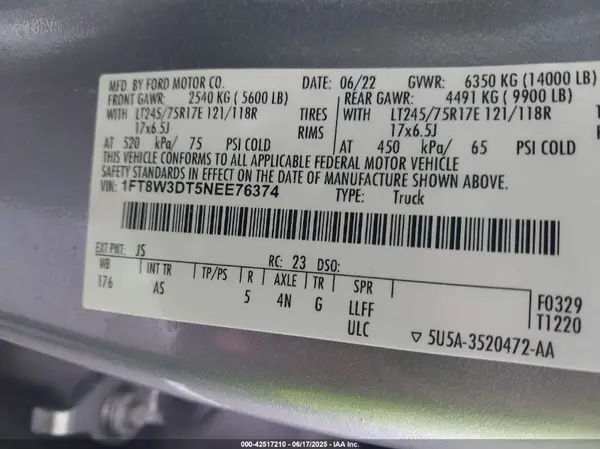 MFD. BY FORD MOTOR CO.
DATE: 06/22 GVWR: 6350 KG (14000 LB)
FRONT GAWR: 2540 KG (5600 LB) REAR GAWR: 4491 KG (9900 LB)
WITH LT245/75R17E 121/118R TIRES WITH LT245/75R17E 121/118R
17x6.5J RIMS 17x6.5J
AT 520 kPa/ 75 PSI COLD AT 450 kPa/ 65 PSI COLD
THIS VEHICLE CONFORMS TO ALL APPLICABLE FEDERAL MOTOR VEHICLE
SAFETY STANDARDS IN EFFECT ON THE DATE OF MANUFACTURE SHOWN ABOVE.
VIN: 1FT8W3DT5NEE76374 TYPE: Truck
EXT PNT: JS RC: 23 DSO:
WB INT TR TP/PS R AXLE TR SPR
176 AS 5 4N G LLFF
ULC
F0329
T1220
▽ 5U5A-3520472-AA
000-42517210 - 06/17/2025 - IAA Inc.